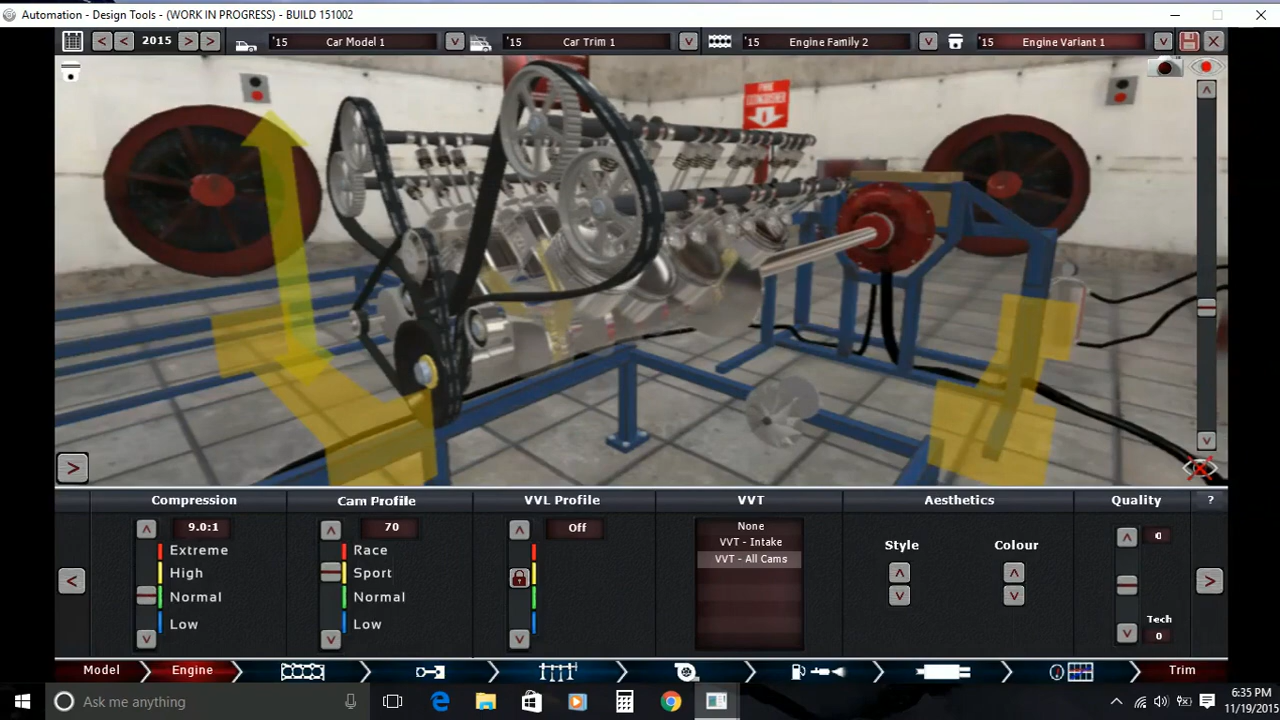 Automation - Design Tools - (WORK IN PROGRESS) - BUILD 151002
2015
'15 Car Model 1
'15 Car Trim 1
'15 Engine Family 2
'15 Engine Variant 1
FIRE
Compression
Cam Profile
VVL Profile
VVT
Aesthetics
Quality
?
9.0:1
70
Off
None
VVT - Intake
VVT - All Cams
Extreme
High
Normal
Low
Race
Sport
Normal
Low
Style
Colour
0
Tech
0
Model
Engine
Trim
Ask me anything
6:35 PM
11/19/2015